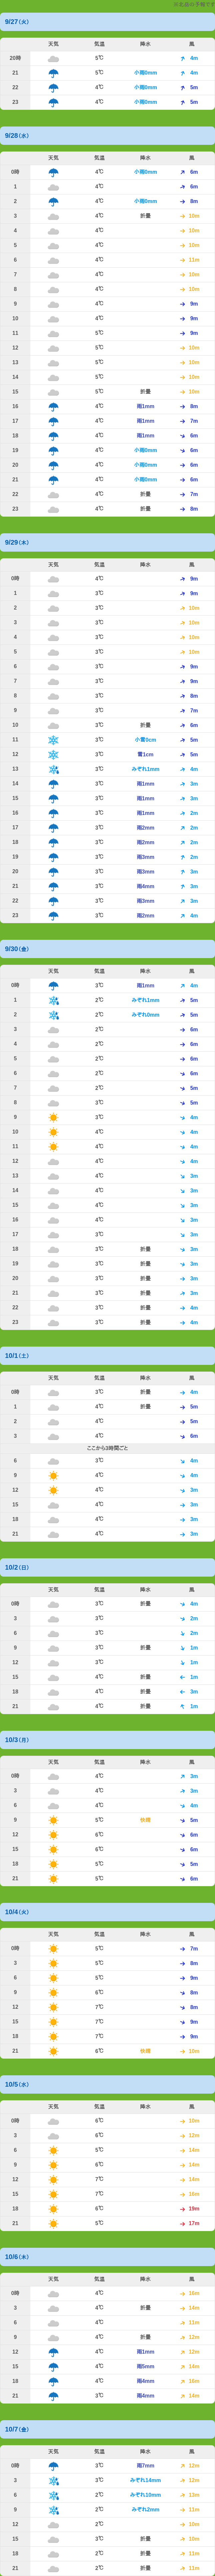 ※北緯の予報です
9/27(火)
天気 気温 降水 風
20時 5℃ 4m
21 5℃ 小雨0mm 4m
22 4℃ 小雨0mm 5m
23 4℃ 小雨0mm 5m
9/28(水)
天気 気温 降水 風
0時 4℃ 小雨0mm 6m
1 4℃ 6m
2 4℃ 小雨0mm 8m
3 4℃ 折曇 10m
4 4℃ 10m
5 4℃ 10m
6 4℃ 11m
7 4℃ 10m
8 4℃ 10m
9 4℃ 9m
10 4℃ 9m
11 5℃ 9m
12 5℃ 10m
13 5℃ 10m
14 5℃ 10m
15 5℃ 折曇 10m
16 4℃ 雨1mm 8m
17 4℃ 雨1mm 7m
18 4℃ 雨1mm 6m
19 4℃ 小雨0mm 6m
20 4℃ 小雨0mm 6m
21 4℃ 小雨0mm 6m
22 4℃ 折曇 7m
23 4℃ 折曇 8m
9/29(木)
天気 気温 降水 風
0時 4℃ 9m
1 3℃ 9m
2 3℃ 10m
3 3℃ 10m
4 3℃ 10m
5 3℃ 10m
6 3℃ 9m
7 3℃ 9m
8 3℃ 8m
9 3℃ 7m
10 3℃ 折曇 6m
11 3℃ 小雪0cm 5m
12 3℃ 雪1cm 5m
13 3℃ みぞれ1mm 4m
14 3℃ 雨1mm 3m
15 3℃ 雨1mm 3m
16 3℃ 雨1mm 2m
17 3℃ 雨2mm 2m
18 3℃ 雨2mm 2m
19 3℃ 雨3mm 2m
20 3℃ 雨3mm 3m
21 3℃ 雨4mm 3m
22 3℃ 雨3mm 3m
23 3℃ 雨2mm 4m
9/30(金)
天気 気温 降水 風
0時 3℃ 雨1mm 4m
1 2℃ みぞれ1mm 5m
2 2℃ みぞれ0mm 5m
3 2℃ 6m
4 2℃ 6m
5 2℃ 6m
6 2℃ 6m
7 2℃ 5m
8 3℃ 5m
9 3℃ 4m
10 3℃ 4m
11 4℃ 4m
12 4℃ 4m
13 4℃ 3m
14 4℃ 3m
15 4℃ 3m
16 4℃ 3m
17 3℃ 3m
18 3℃ 折曇 3m
19 3℃ 折曇 3m
20 3℃ 折曇 3m
21 3℃ 折曇 3m
22 3℃ 折曇 4m
23 3℃ 折曇 4m
10/1(土)
天気 気温 降水 風
0時 3℃ 折曇 4m
1 4℃ 折曇 5m
2 4℃ 5m
3 4℃ 6m
ここから3時間ごと
6 3℃ 4m
9 4℃ 4m
12 4℃ 3m
15 4℃ 3m
18 4℃ 3m
21 4℃ 3m
10/2(日)
天気 気温 降水 風
0時 3℃ 折曇 4m
3 3℃ 2m
6 3℃ 2m
9 3℃ 折曇 1m
12 3℃ 1m
15 4℃ 折曇 1m
18 4℃ 折曇 3m
21 4℃ 折曇 1m
10/3(月)
天気 気温 降水 風
0時 4℃ 3m
3 4℃ 3m
6 4℃ 4m
9 5℃ 快晴 5m
12 6℃ 6m
15 6℃ 6m
18 5℃ 5m
21 5℃ 6m
10/4(火)
天気 気温 降水 風
0時 5℃ 7m
3 5℃ 8m
6 5℃ 9m
9 6℃ 8m
12 7℃ 8m
15 7℃ 9m
18 7℃ 9m
21 6℃ 快晴 10m
10/5(水)
天気 気温 降水 風
0時 6℃ 10m
3 6℃ 12m
6 5℃ 14m
9 6℃ 14m
12 7℃ 14m
15 7℃ 16m
18 6℃ 19m
21 5℃ 17m
10/6(木)
天気 気温 降水 風
0時 4℃ 16m
3 4℃ 折曇 14m
6 4℃ 11m
9 4℃ 折曇 12m
12 4℃ 雨1mm 12m
15 4℃ 雨5mm 14m
18 4℃ 雨4mm 16m
21 3℃ 雨4mm 14m
10/7(金)
天気 気温 降水 風
0時 3℃ 雨7mm 12m
3 3℃ みぞれ14mm 12m
6 2℃ みぞれ10mm 13m
9 2℃ みぞれ2mm 11m
12 2℃ 10m
15 3℃ 折曇 10m
18 2℃ 折曇 11m
21 2℃ 折曇 11m